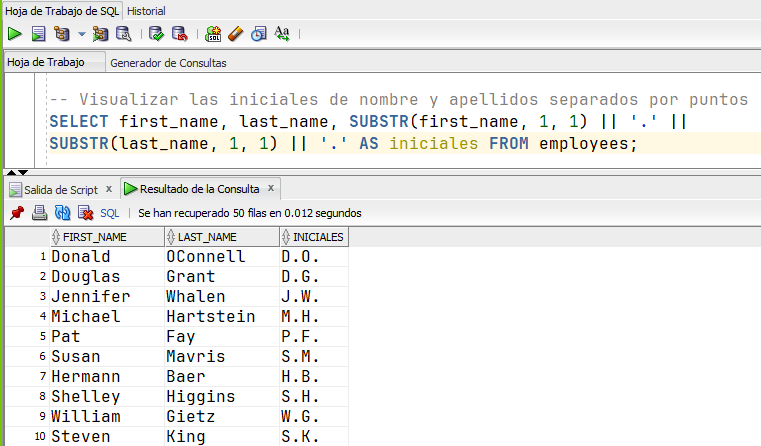 Hoja de Trabajo de SQL Historial
Hoja de Trabajo Generador de Consultas
-- Visualizar las iniciales de nombre y apellidos separados por puntos
SELECT first_name, last_name, SUBSTR(first_name, 1, 1) || '.' ||
SUBSTR(last_name, 1, 1) || '.' AS iniciales FROM employees;
Salida de Script x Resultado de la Consulta x
SQL | Se han recuperado 50 filas en 0.012 segundos
FIRST_NAME LAST_NAME INICIALES
1 Donald OConnell D.O.
2 Douglas Grant D.G.
3 Jennifer Whalen J.W.
4 Michael Hartstein M.H.
5 Pat Fay P.F.
6 Susan Mavris S.M.
7 Hermann Baer H.B.
8 Shelley Higgins S.H.
9 William Gietz W.G.
10 Steven King S.K.